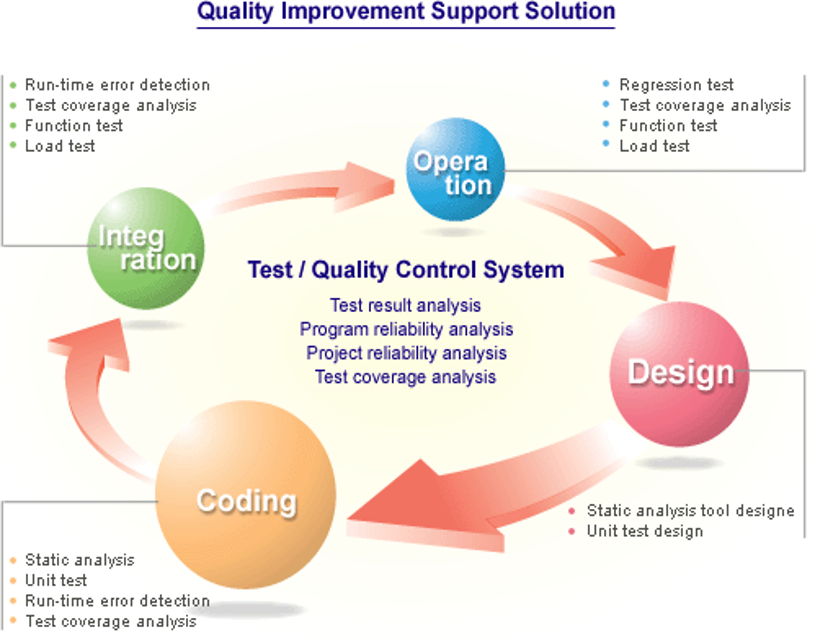 Quality Improvement Support Solution
Run-time error detection
Test coverage analysis
Function test
Load test
Regression test
Test coverage analysis
Function test
Load test
Opera
tion
Integ
ration
Test / Quality Control System
Test result analysis
Program reliability analysis
Project reliability analysis
Test coverage analysis
Design
Coding
Static analysis tool designe
Unit test design
Static analysis
Unit test
Run-time error detection
Test coverage analysis